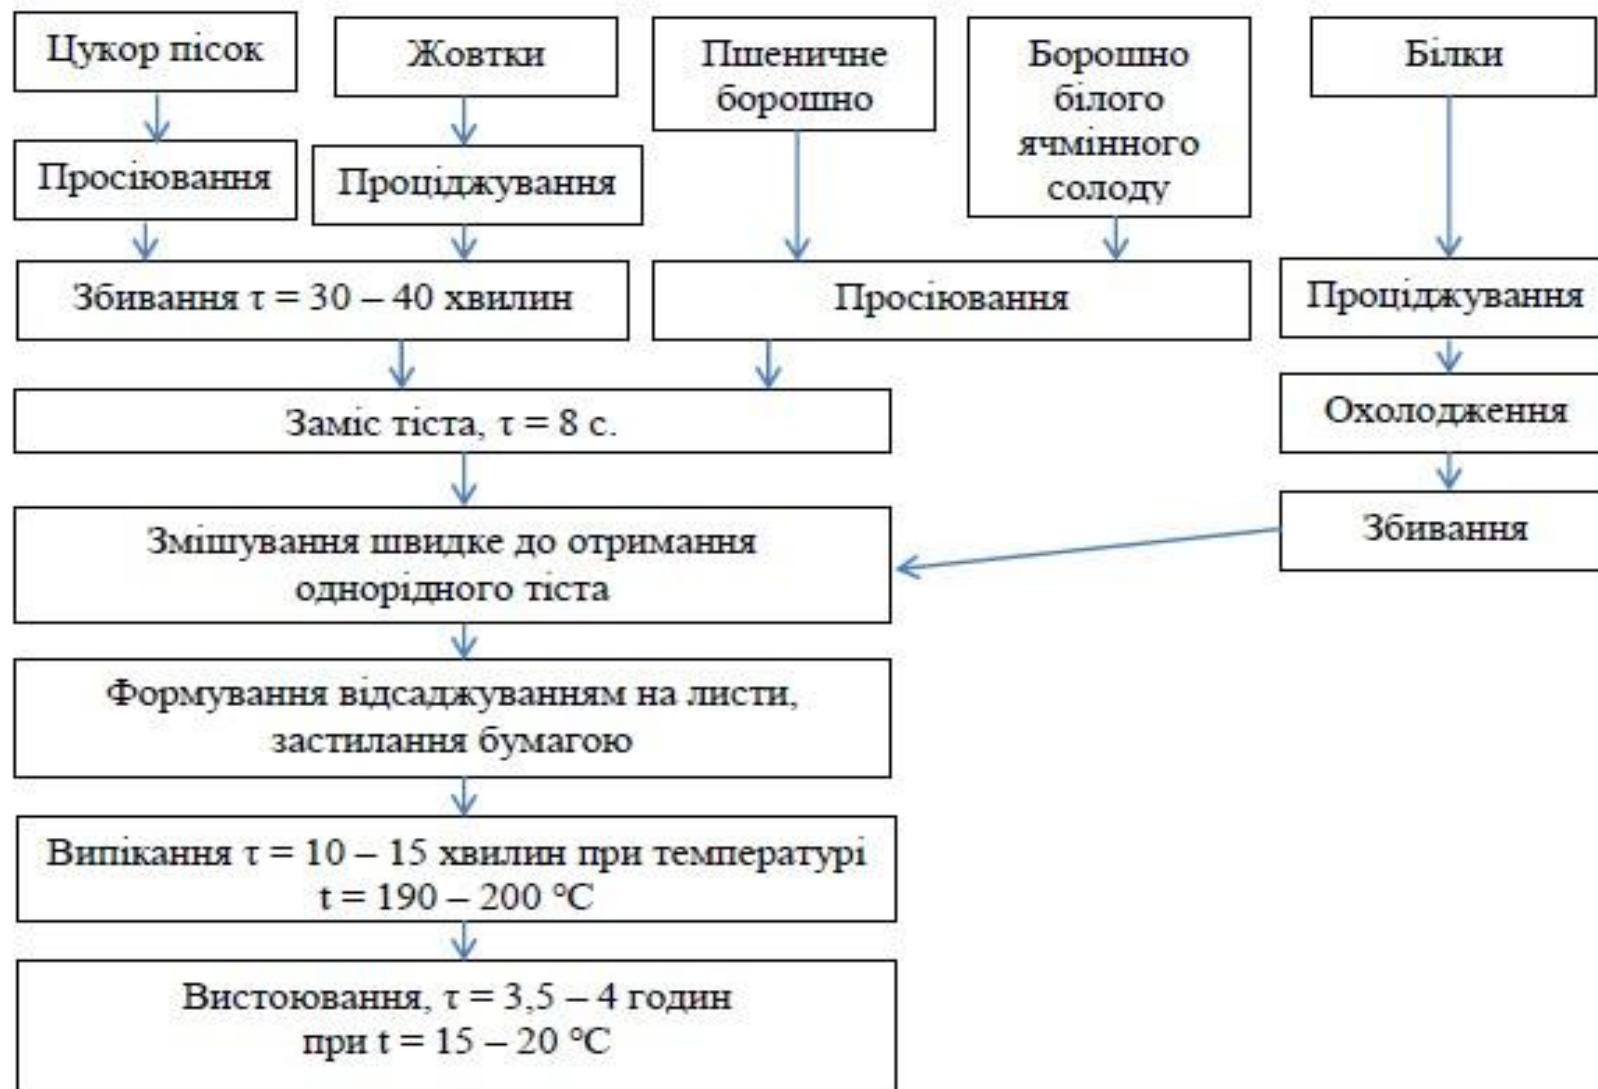 Цукор пісок
Жовтки
Пшеничне
борошно
Борошно
білого
ячмінного
солоду
Білки
Просіювання
Проціджування
Збивання τ = 30 – 40 хвилин
Просіювання
Проціджування
Заміс тіста, τ = 8 с.
Охолодження
Змішування швидке до отримання
однорідного тіста
Збивання
Формування відсаджуванням на листи,
застилання бумагою
Випікання τ = 10 – 15 хвилин при температурі
t = 190 – 200 °С
Вистоювання, τ = 3,5 – 4 годин
при t = 15 – 20 °С